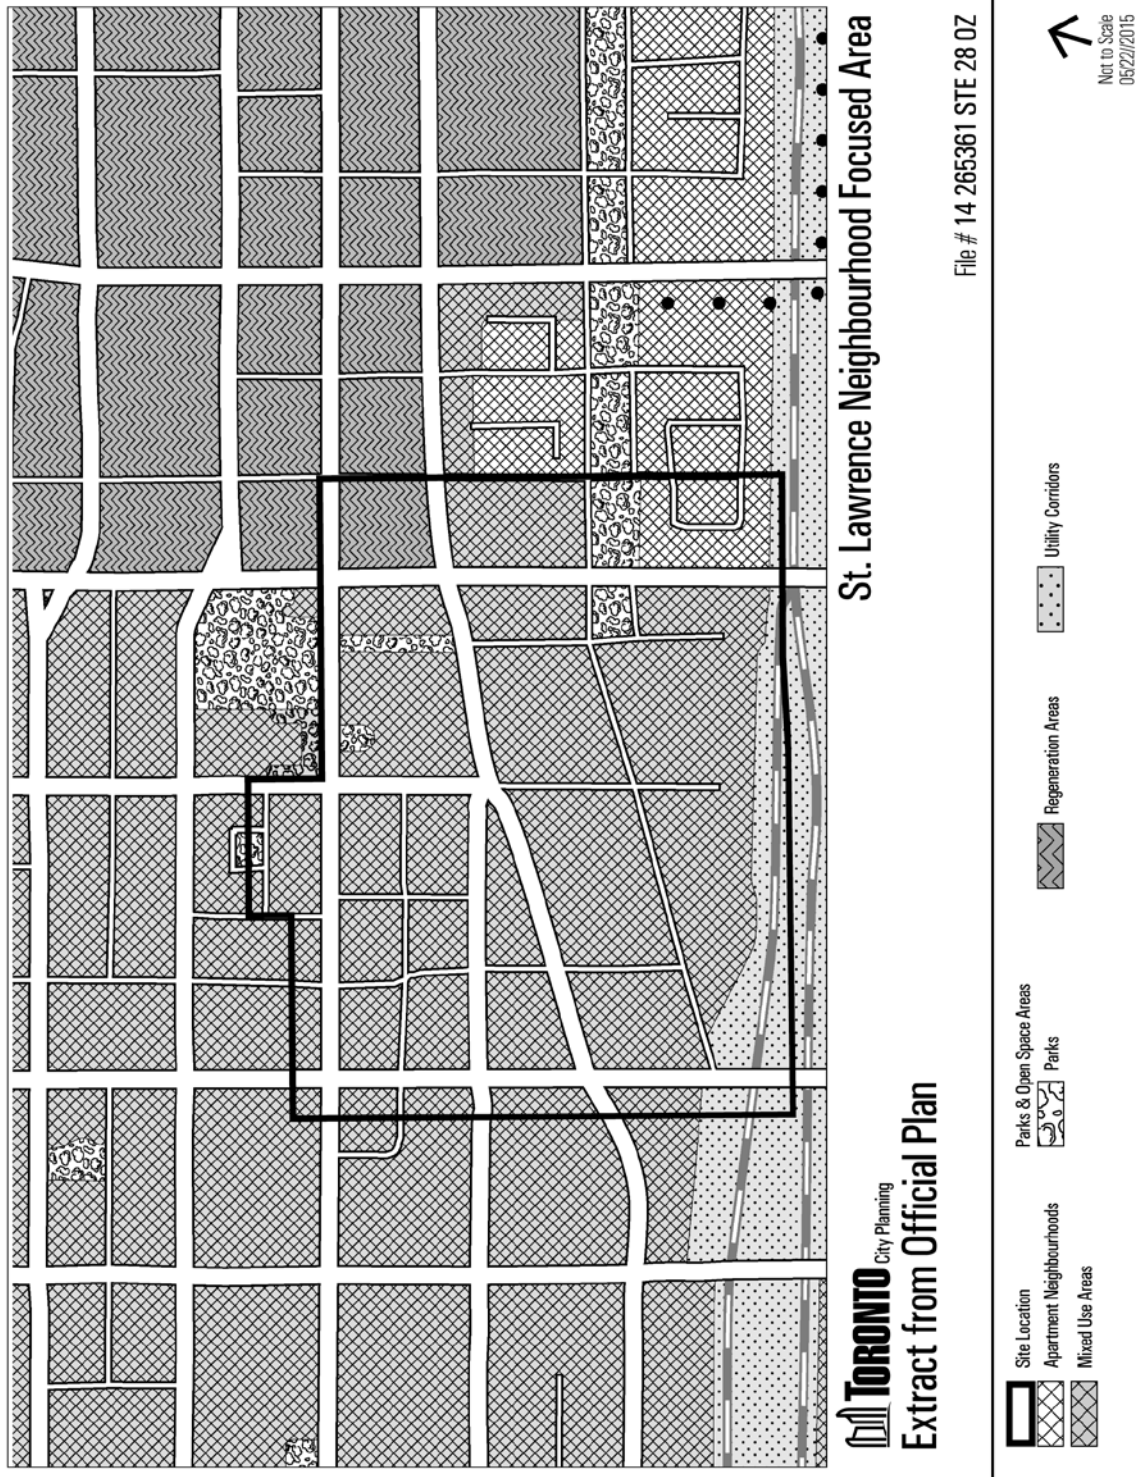 TORONTO City Planning
Extract from Official Plan
St. Lawrence Neighbourhood Focused Area
File # 14 265361 STE 28 OZ
Site Location
Apartment Neighbourhoods
Mixed Use Areas
Parks & Open Space Areas
Parks
Regeneration Areas
Utility Corridors
Not to Scale
05/22//2015